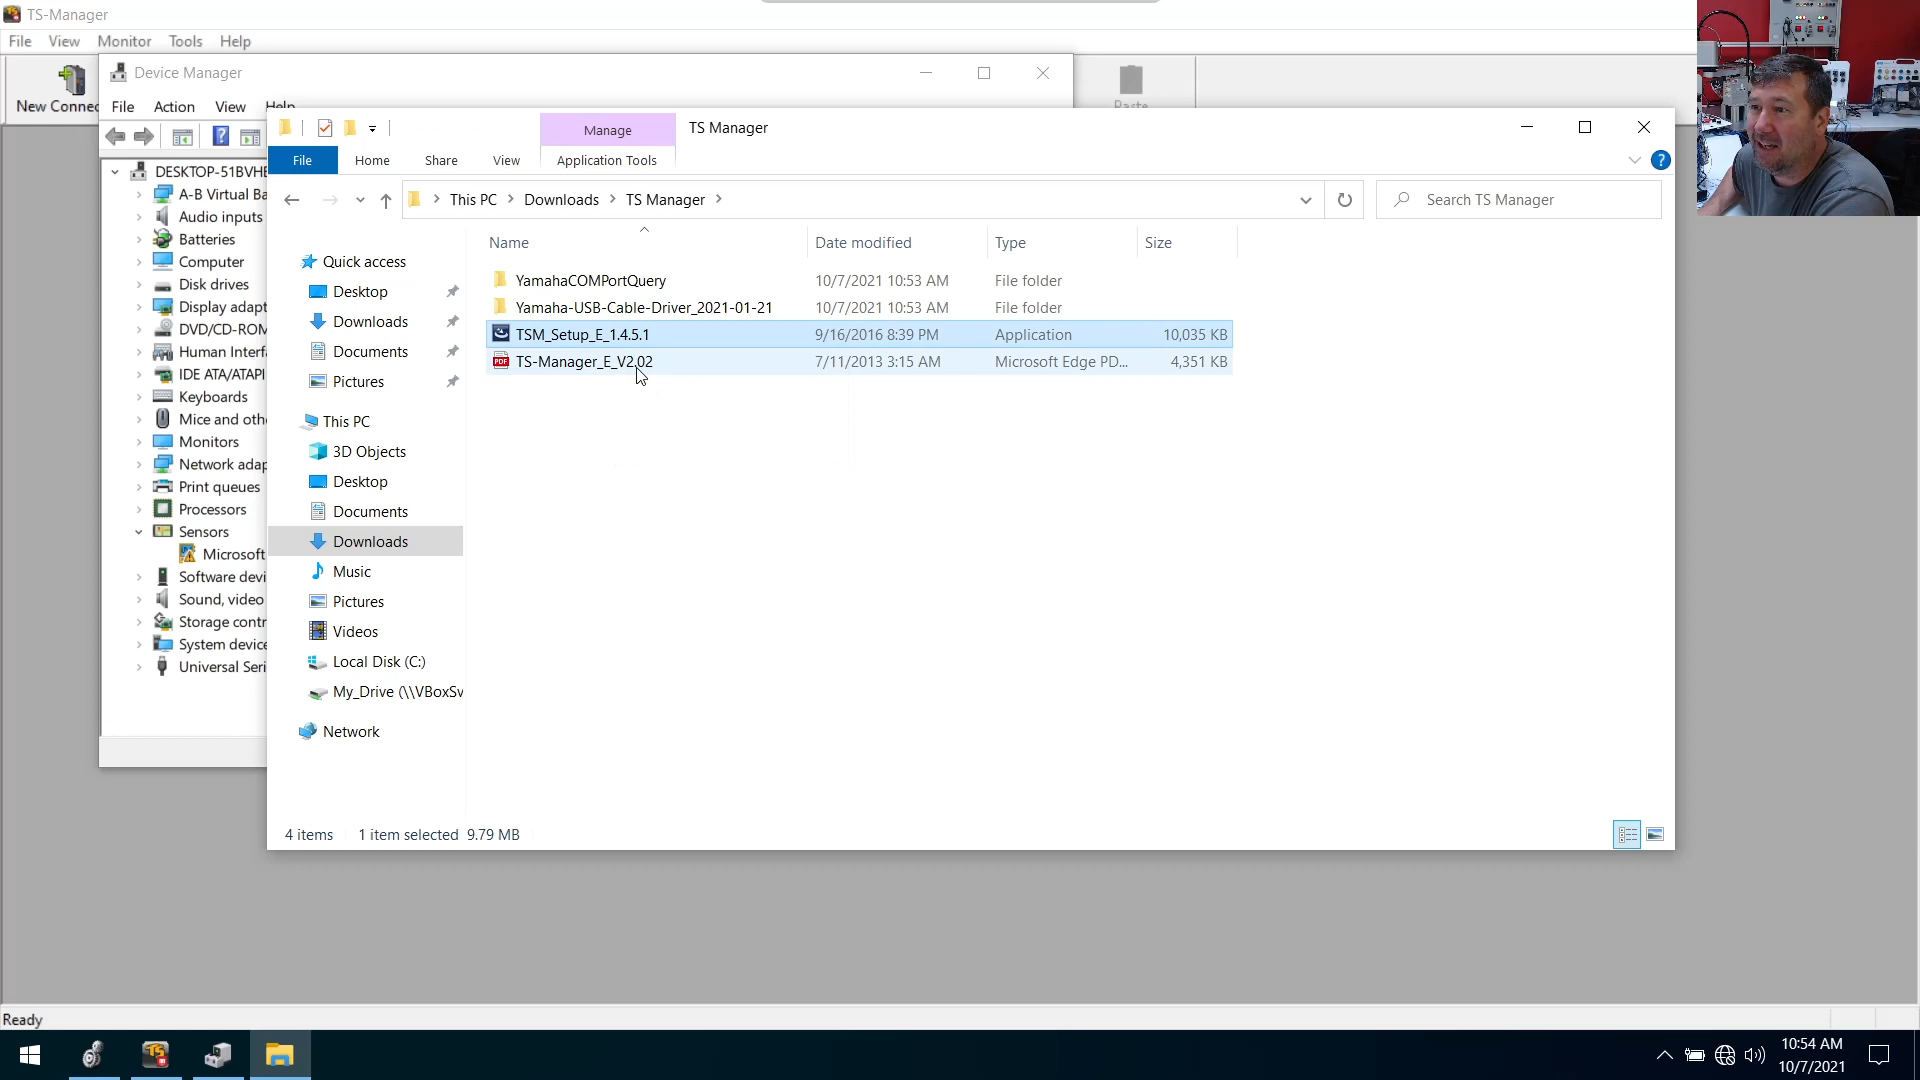 TS-Manager
File View Monitor Tools Help
New Connec
Paste
Device Manager
File Action View Help
DESKTOP-51BVHE
A-B Virtual Ba
Audio inputs
Batteries
Computer
Disk drives
Display adapt
DVD/CD-ROM
Human Interfa
IDE ATA/ATAPI
Keyboards
Mice and othe
Monitors
Network adap
Print queues
Processors
Sensors
Microsoft
Software devi
Sound, video
Storage contr
System device
Universal Seri
Manage
TS Manager
File Home Share View Application Tools
This PC > Downloads > TS Manager >
Search TS Manager
Quick access
Desktop
Downloads
Documents
Pictures
This PC
3D Objects
Desktop
Documents
Downloads
Music
Pictures
Videos
Local Disk (C:)
My_Drive (\\VBoxSv
Network
Name Date modified Type Size
YamahaCOMPortQuery 10/7/2021 10:53 AM File folder
Yamaha-USB-Cable-Driver_2021-01-21 10/7/2021 10:53 AM File folder
TSM_Setup_E_1.4.5.1 9/16/2016 8:39 PM Application 10,035 KB
TS-Manager_E_V2.02 7/11/2013 3:15 AM Microsoft Edge PD... 4,351 KB
4 items 1 item selected 9.79 MB
Ready
10:54 AM
10/7/2021